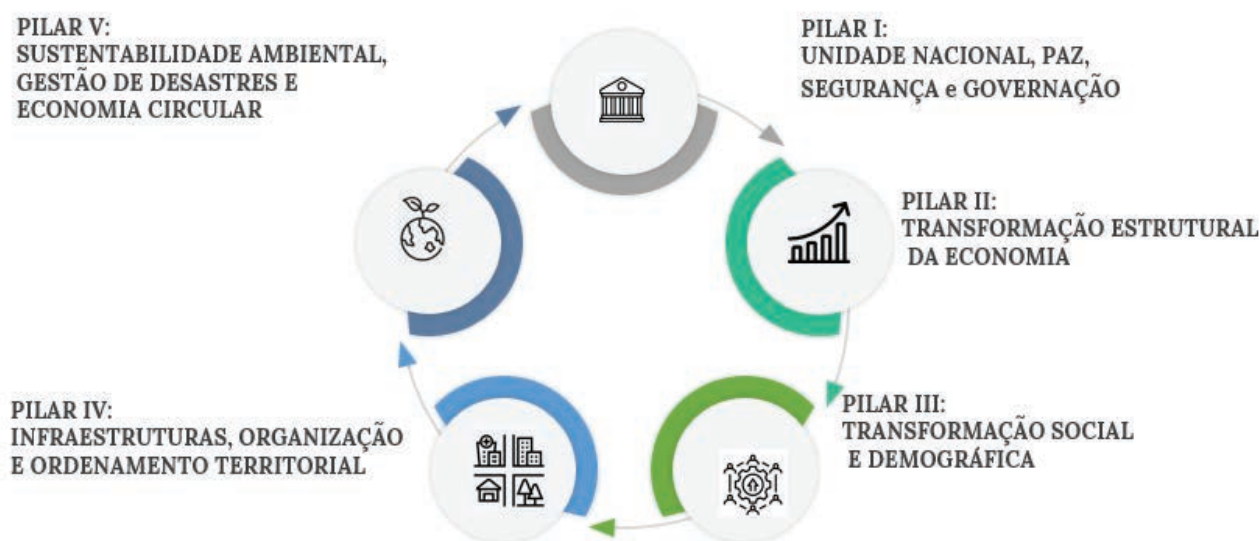 PILAR I:
UNIDADE NACIONAL, PAZ,
SEGURANÇA e GOVERNAÇÃO
PILAR II:
TRANSFORMAÇÃO ESTRUTURAL
DA ECONOMIA
PILAR III:
TRANSFORMAÇÃO SOCIAL
E DEMOGRÁFICA
PILAR IV:
INFRAESTRUTURAS, ORGANIZAÇÃO
E ORDENAMENTO TERRITORIAL
PILAR V:
SUSTENTABILIDADE AMBIENTAL,
GESTÃO DE DESASTRES E
ECONOMIA CIRCULAR